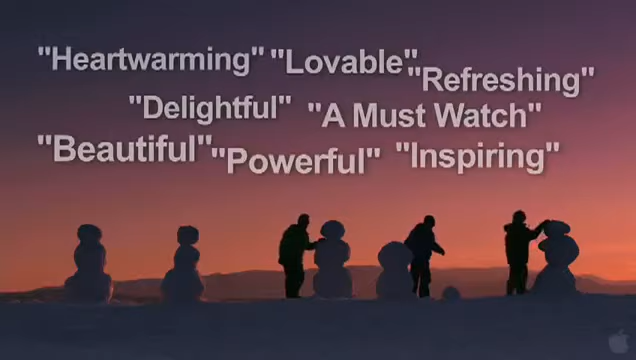 "Heartwarming" "Lovable"
"Refreshing"
"Delightful" "A Must Watch"
"Beautiful" "Powerful" "Inspiring"